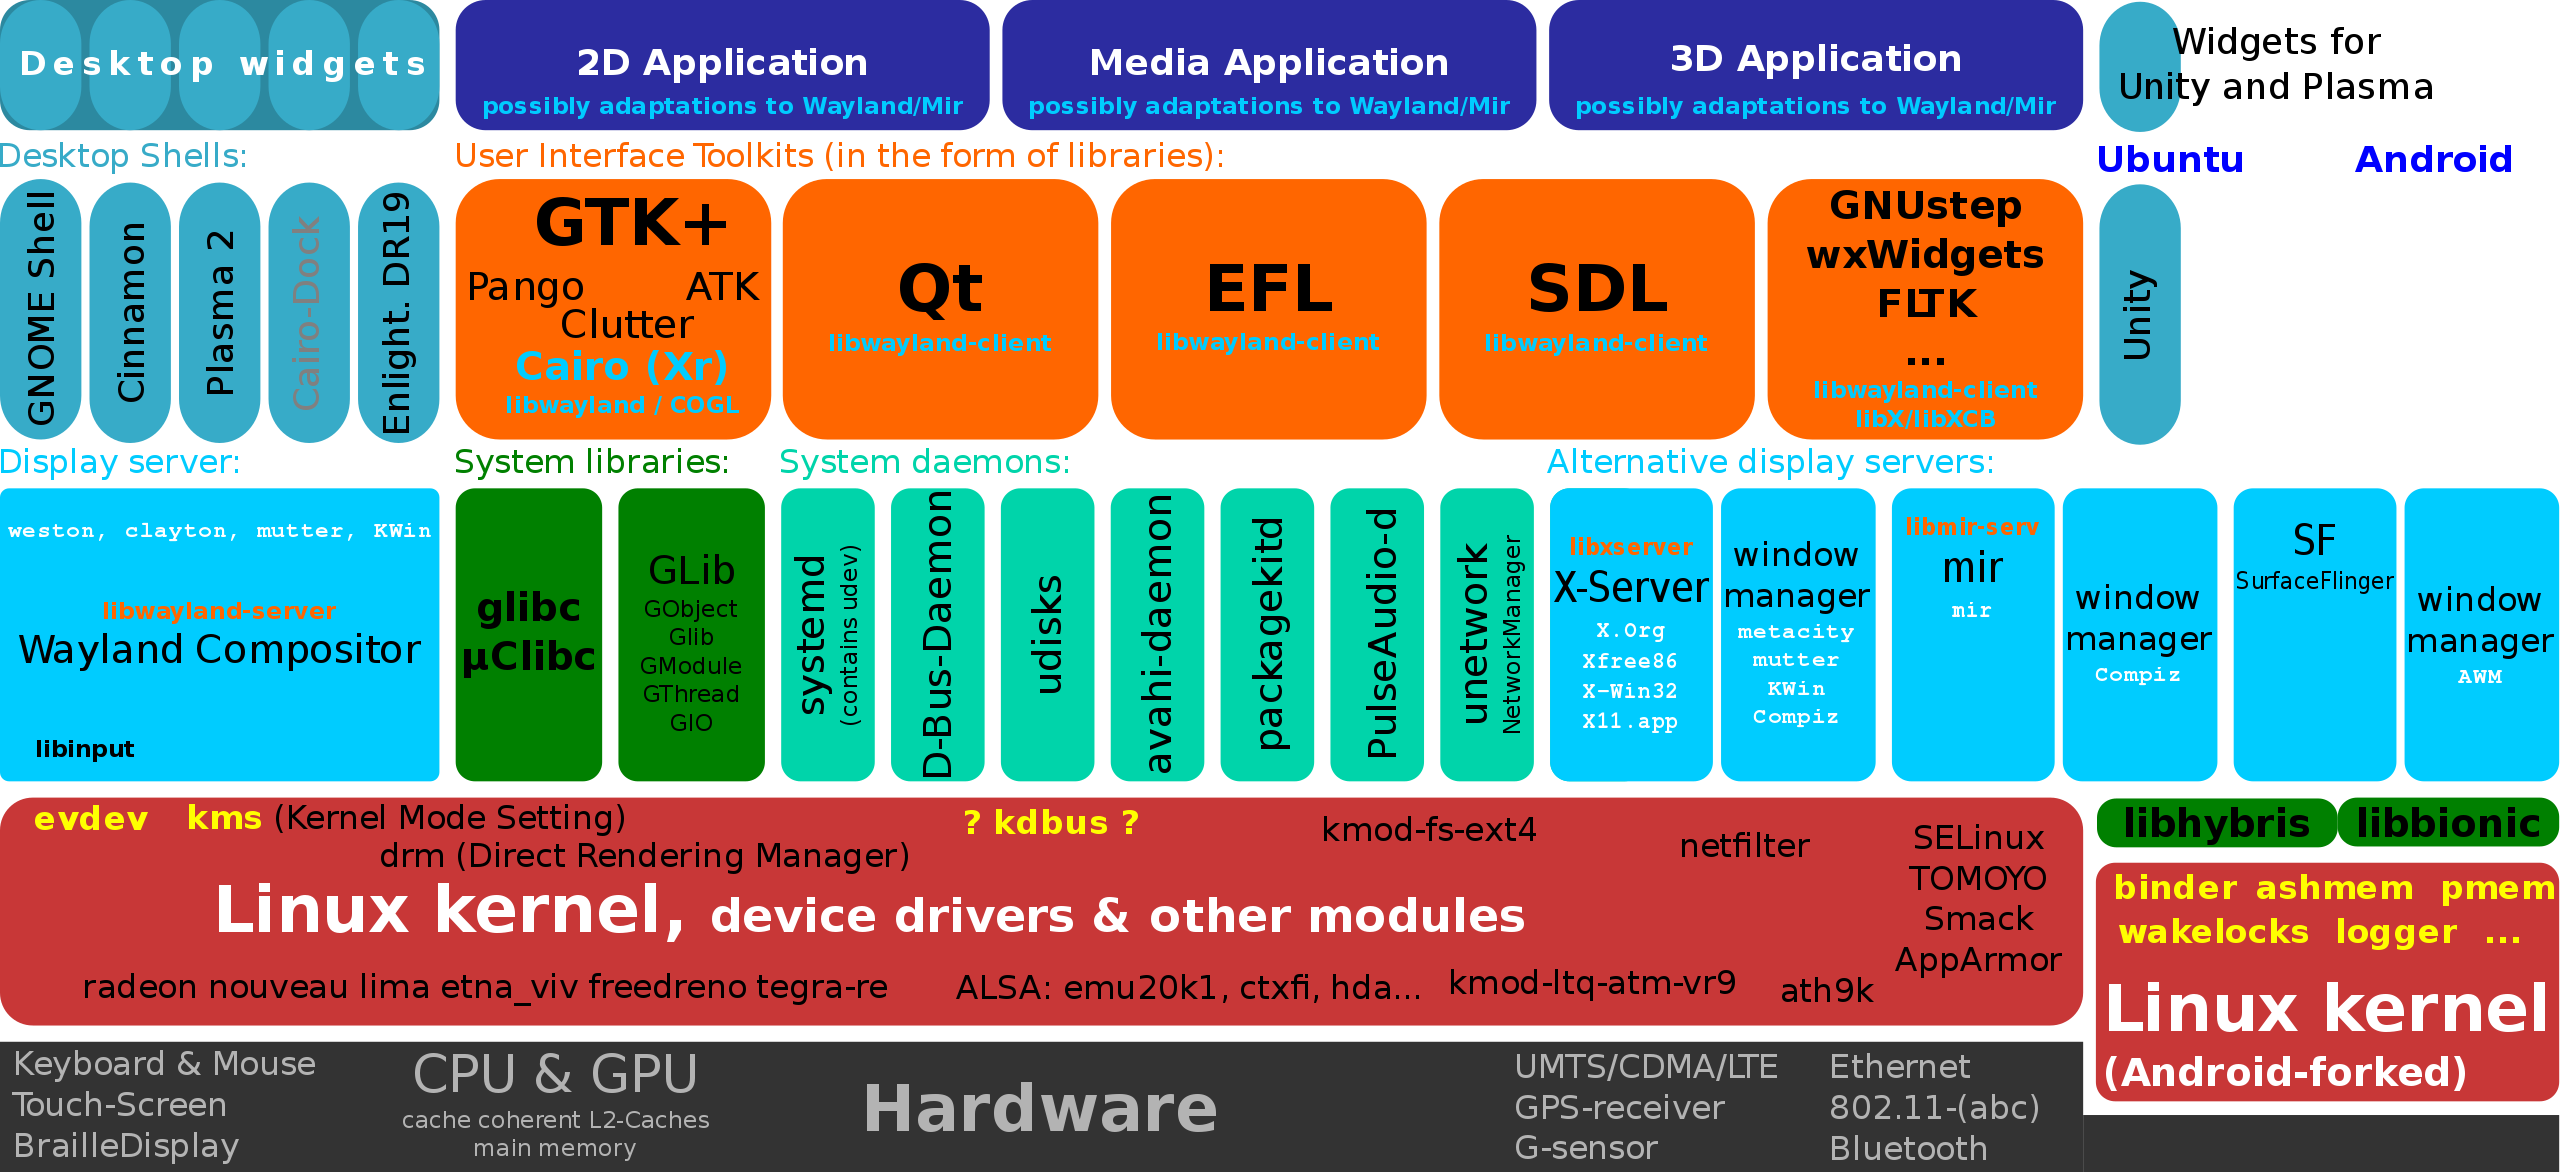 Desktop widgets
2D Application
possibly adaptations to Wayland/Mir
Media Application
possibly adaptations to Wayland/Mir
3D Application
possibly adaptations to Wayland/Mir
Widgets for
Unity and Plasma
Desktop Shells:
User Interface Toolkits (in the form of libraries):
Ubuntu
Android
GNOME Shell
Cinnamon
Plasma 2
Cairo-Dock
Enlight. DR19
GTK+
Pango
ATK
Clutter
Cairo (Xr)
libwayland / COGL
Qt
libwayland-client
EFL
libwayland-client
SDL
libwayland-client
GNUstep
wxWidgets
FLTK
...
libwayland-client
libX/libXCB
Unity
Display server:
System libraries:
System daemons:
Alternative display servers:
weston, clayton, mutter, KWin
libwayland-server
Wayland Compositor
libinput
glibc
µClibc
GLib
GObject
Glib
GModule
GThread
GIO
systemd
(contains udev)
D-Bus-Daemon
udisks
avahi-daemon
packagekitd
PulseAudio-d
unetwork
NetworkManager
libxserver
X-Server
X.Org
Xfree86
X-Win32
X11.app
window
manager
metacity
mutter
KWin
Compiz
libmir-serv
mir
mir
window
manager
Compiz
SF
SurfaceFlinger
window
manager
AWM
evdev
kms (Kernel Mode Setting)
drm (Direct Rendering Manager)
? kdbus ?
kmod-fs-ext4
netfilter
SELinux
TOMOYO
Smack
AppArmor
Linux kernel, device drivers & other modules
radeon nouveau lima etna_viv freedreno tegra-re
ALSA: emu20k1, ctxfi, hda...
kmod-ltq-atm-vr9
ath9k
libhybris
libbionic
binder ashmem pmem
wakelocks logger ...
Linux kernel
(Android-forked)
Keyboard & Mouse
Touch-Screen
BrailleDisplay
CPU & GPU
cache coherent L2-Caches
main memory
Hardware
UMTS/CDMA/LTE
GPS-receiver
G-sensor
Ethernet
802.11-(abc)
Bluetooth